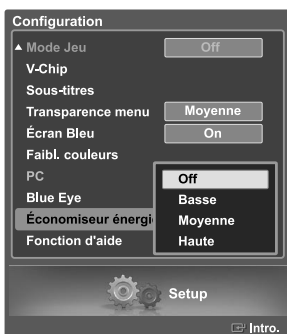 Configuration
Mode Jeu Off
V-Chip
Sous-titres
Transparence menu Moyenne
Écran Bleu On
Faibl. couleurs
PC
Off
Blue Eye
Basse
Économiseur énergi
Moyenne
Fonction d'aide
Haute
Setup
Intro.